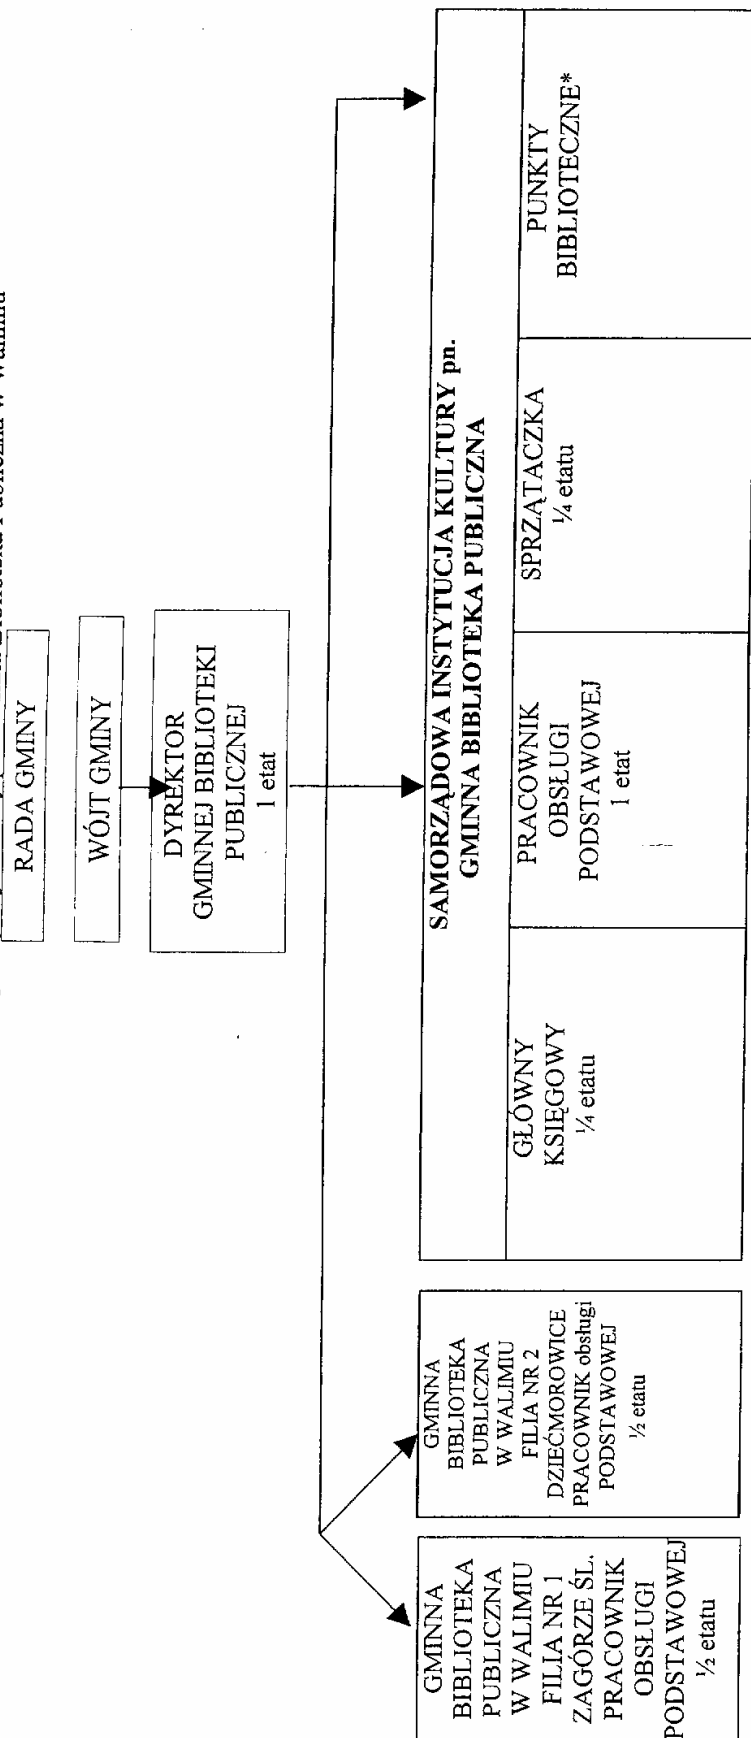 Biblioteka Publiczna w Walimiu
RADA GMINY
WÓJT GMINY
DYREKTOR
GMINNEJ BIBLIOTEKI
PUBLICZNEJ
1 etat
GMINNA
BIBLIOTEKA
PUBLICZNA
W WALIMIU
FILIA NR 1
ZAGÓRZE ŚL.
PRACOWNIK
OBSŁUGI
PODSTAWOWEJ
½ etatu
GMINNA
BIBLIOTEKA
PUBLICZNA
W WALIMIU
FILIA NR 2
DZIEĆMOROWICE
PRACOWNIK obsługi
PODSTAWOWEJ
½ etatu
SAMORZĄDOWA INSTYTUCJA KULTURY pn.
GMINNA BIBLIOTEKA PUBLICZNA
GŁÓWNY
KSIĘGOWY
¼ etatu
PRACOWNIK
OBSŁUGI
PODSTAWOWEJ
1 etat
SPRZĄTACZKA
¼ etatu
PUNKTY
BIBLIOTECZNE*